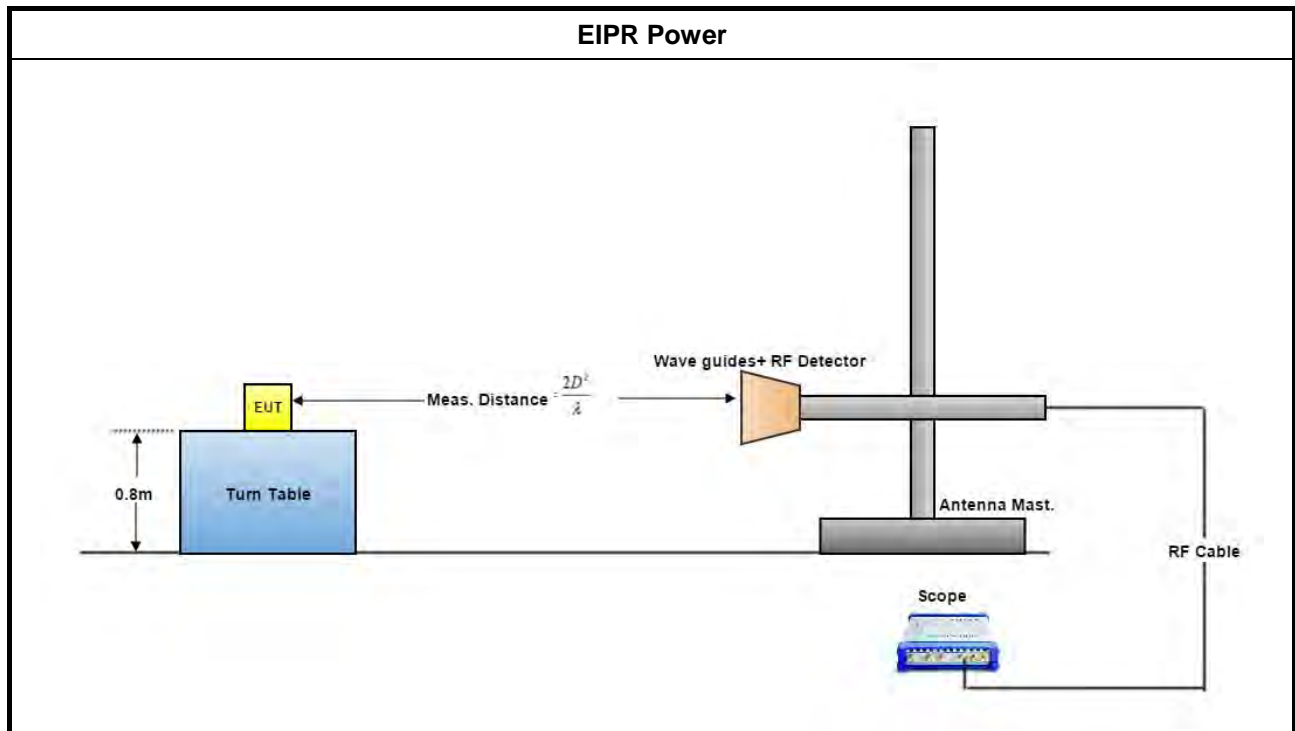 EIPR Power
Wave guides+ RF Detector
EUT
Meas. Distance = 2D²/λ
0.8m
Turn Table
Antenna Mast.
RF Cable
Scope